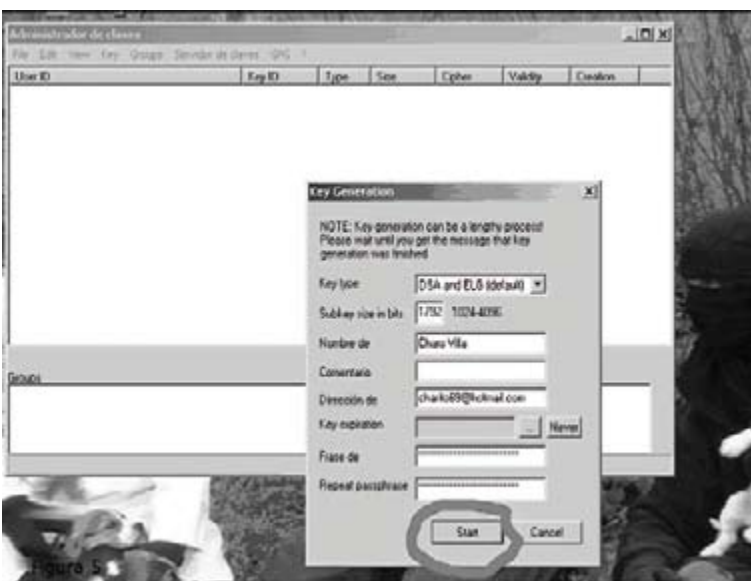 Administrador de claves
File Edit View Key Groups Servidor de claves GPG ?
User ID Key ID Type Size Cipher Validity Creation
Key Generation
NOTE: Key generation can be a lengthy process!
Please wait until you get the message that key
generation was finished
Key type DSA and ELG (default)
Subkey size in bits 1792 1024-4096
Nombre de Villa
Comentario
Dirección de charko69@hotmail.com
Key expiration ... Never
Frase de ********************
Repeat passphrase ********************
Start Cancel
Groups
Figura 5